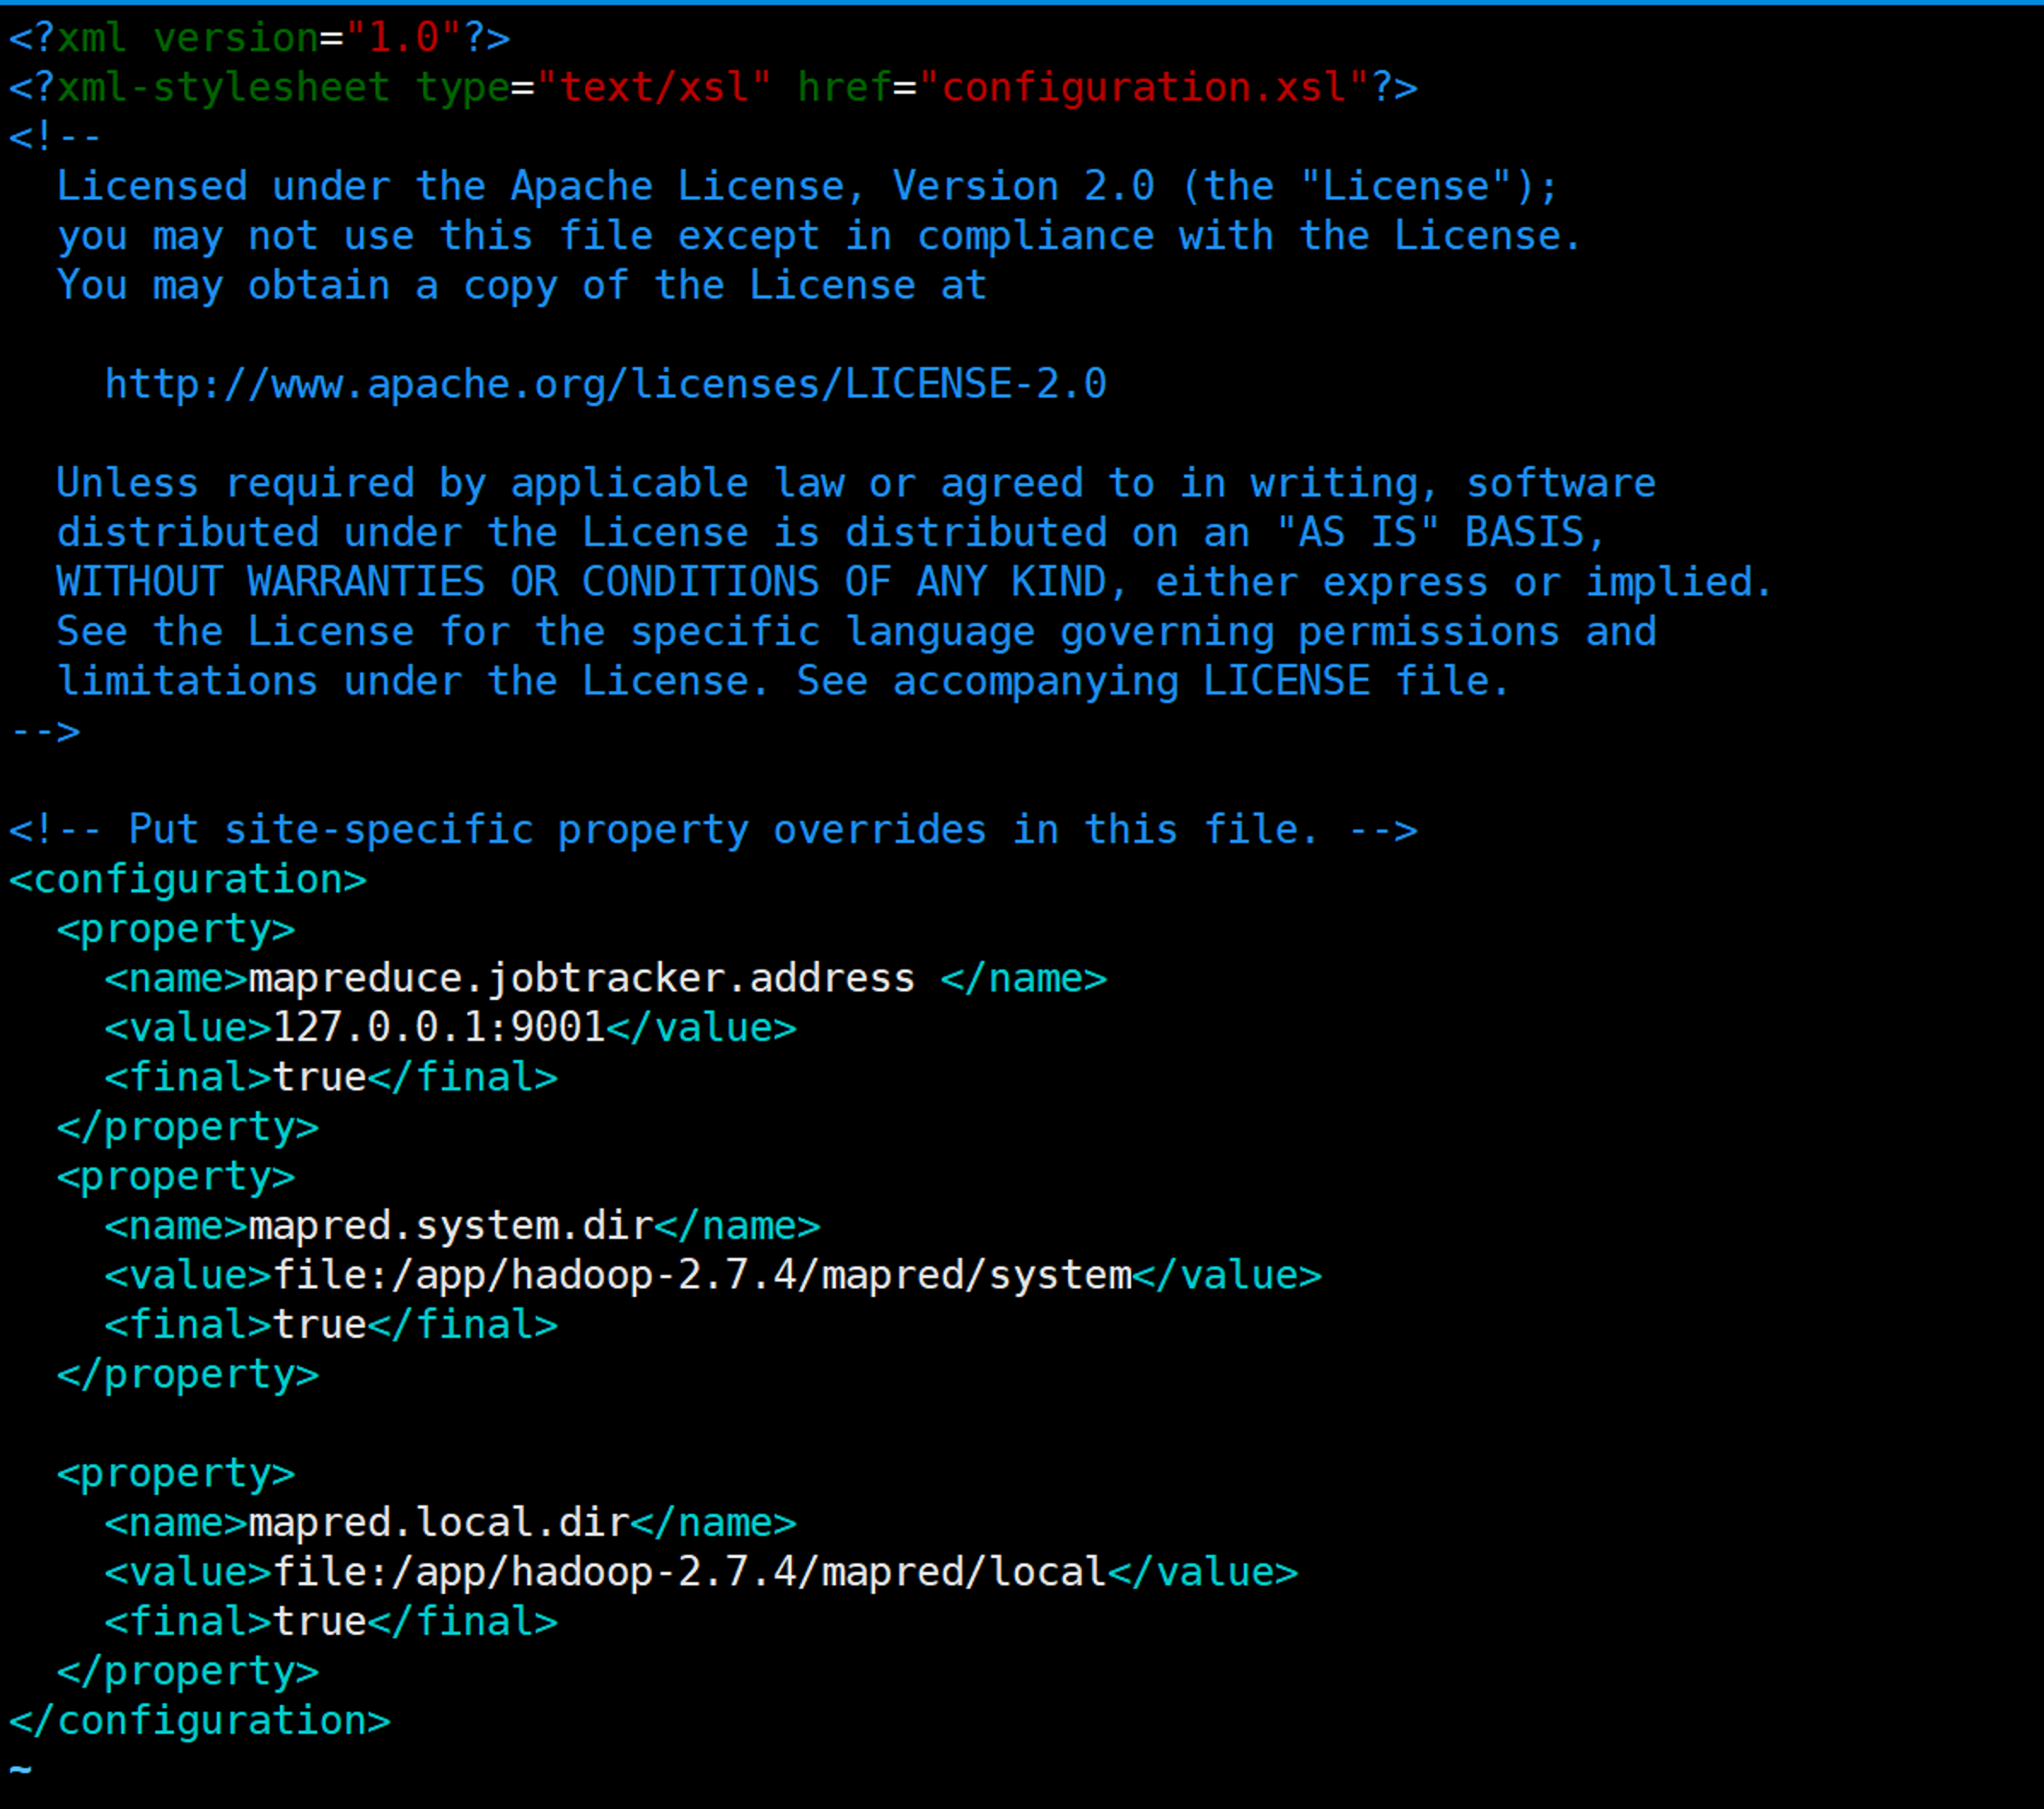 <?xml version="1.0"?>
<?xml-stylesheet type="text/xsl" href="configuration.xsl"?>
<!--
  Licensed under the Apache License, Version 2.0 (the "License");
  you may not use this file except in compliance with the License.
  You may obtain a copy of the License at

    http://www.apache.org/licenses/LICENSE-2.0

  Unless required by applicable law or agreed to in writing, software
  distributed under the License is distributed on an "AS IS" BASIS,
  WITHOUT WARRANTIES OR CONDITIONS OF ANY KIND, either express or implied.
  See the License for the specific language governing permissions and
  limitations under the License. See accompanying LICENSE file.
-->

<!-- Put site-specific property overrides in this file. -->
<configuration>
  <property>
    <name>mapreduce.jobtracker.address </name>
    <value>127.0.0.1:9001</value>
    <final>true</final>
  </property>
  <property>
    <name>mapred.system.dir</name>
    <value>file:/app/hadoop-2.7.4/mapred/system</value>
    <final>true</final>
  </property>

  <property>
    <name>mapred.local.dir</name>
    <value>file:/app/hadoop-2.7.4/mapred/local</value>
    <final>true</final>
  </property>
</configuration>
~